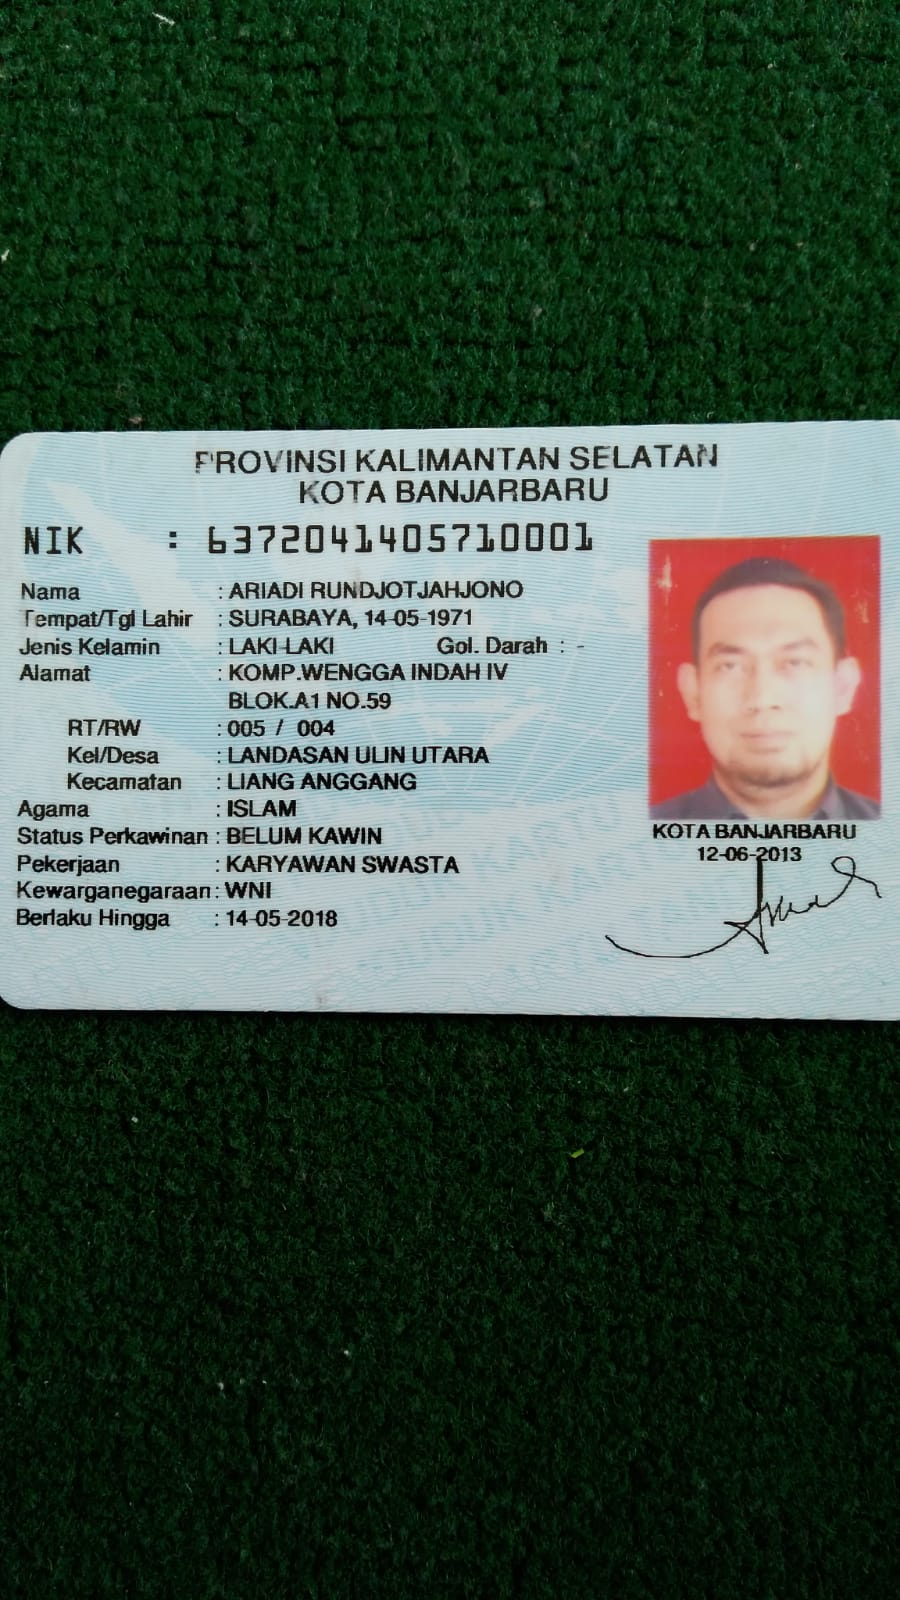 PROVINSI KALIMANTAN SELATAN
KOTA BANJARBARU
NIK : 6372041405710001
Nama : ARIADI RUNDJOTJAHJONO
Tempat/Tgl Lahir : SURABAYA, 14-05-1971
Jenis Kelamin : LAKI-LAKI Gol. Darah : -
Alamat : KOMP.WENGGA INDAH IV
BLOK.A1 NO.59
RT/RW : 005 / 004
Kel/Desa : LANDASAN ULIN UTARA
Kecamatan : LIANG ANGGANG
Agama : ISLAM
Status Perkawinan : BELUM KAWIN
Pekerjaan : KARYAWAN SWASTA
Kewarganegaraan : WNI
Berlaku Hingga : 14-05-2018
KOTA BANJARBARU
12-06-2013